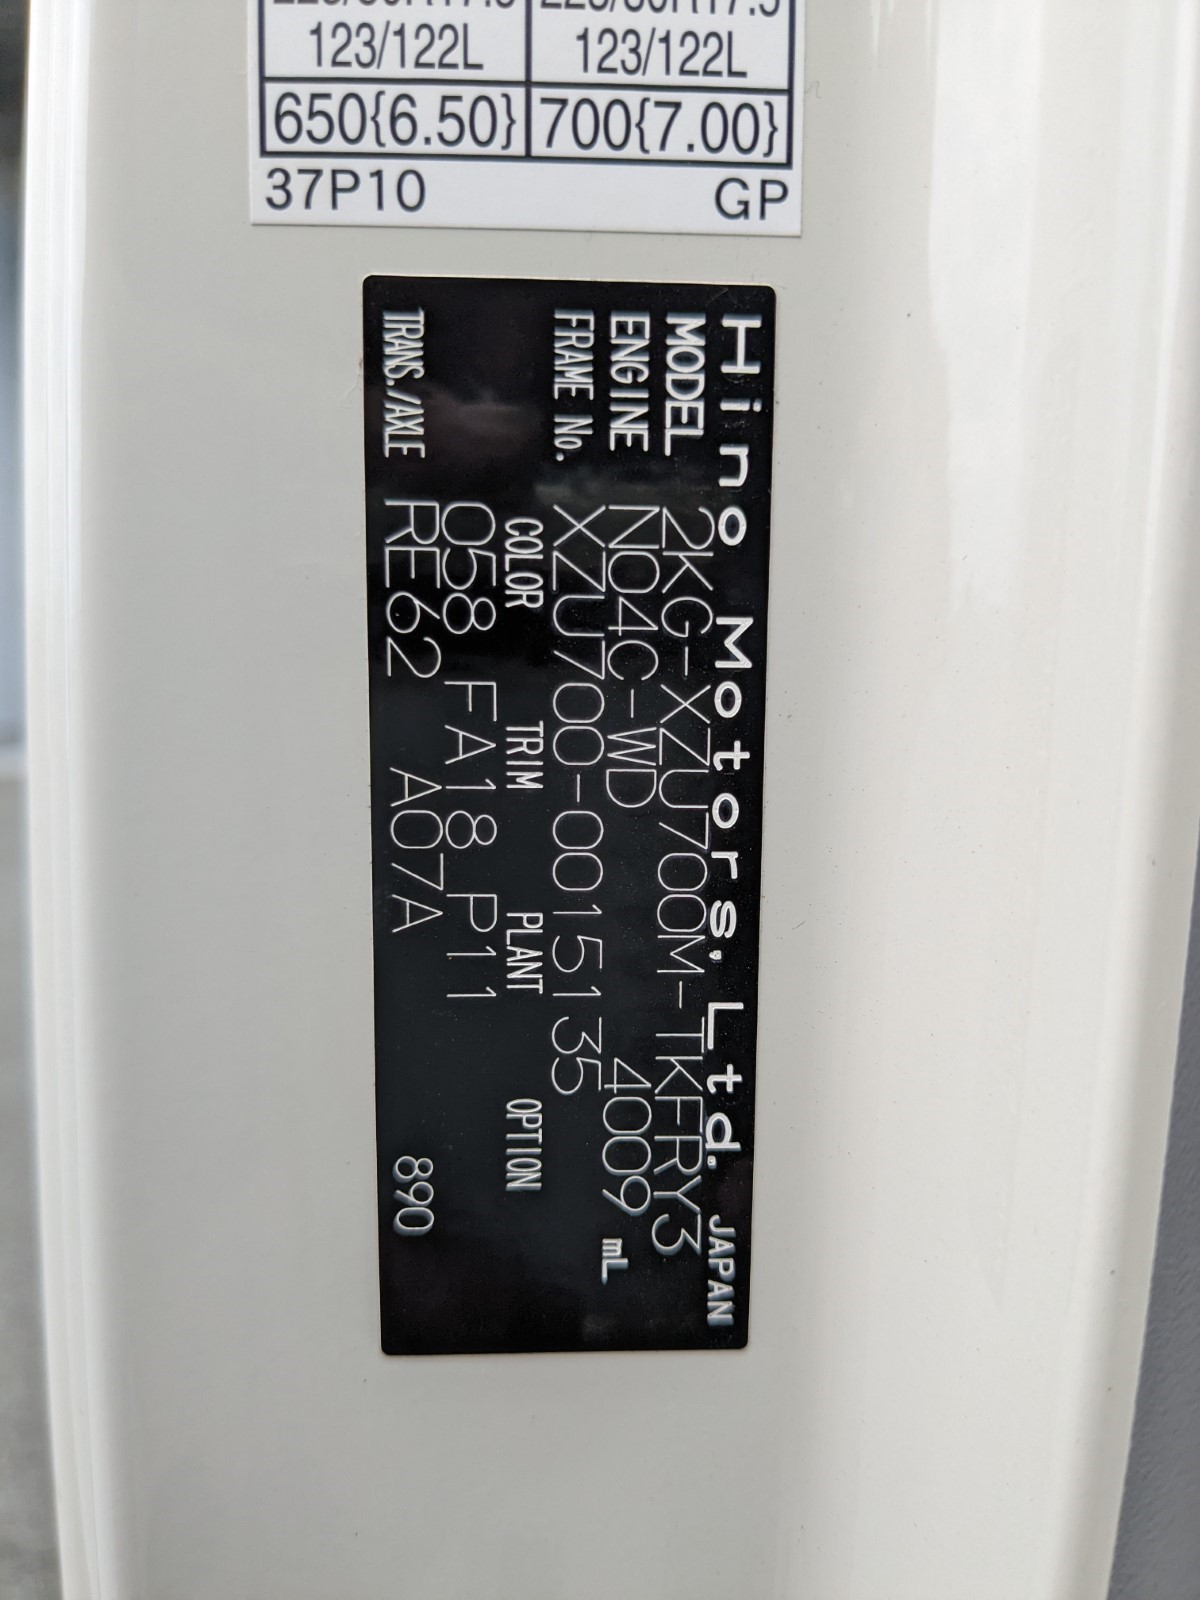 123/122L 123/122L
650{6.50} 700{7.00}
37P10 GP
Hino Motors, Ltd. JAPAN
MODEL 2KG-XZU700M-TKFRY3
ENGINE N04C-WD 4009 mL
FRAME No. XZU700-0015135
COLOR TRIM PLANT OPTION
058 FA18 P11
TRANS./AXLE RE62 A07A 890